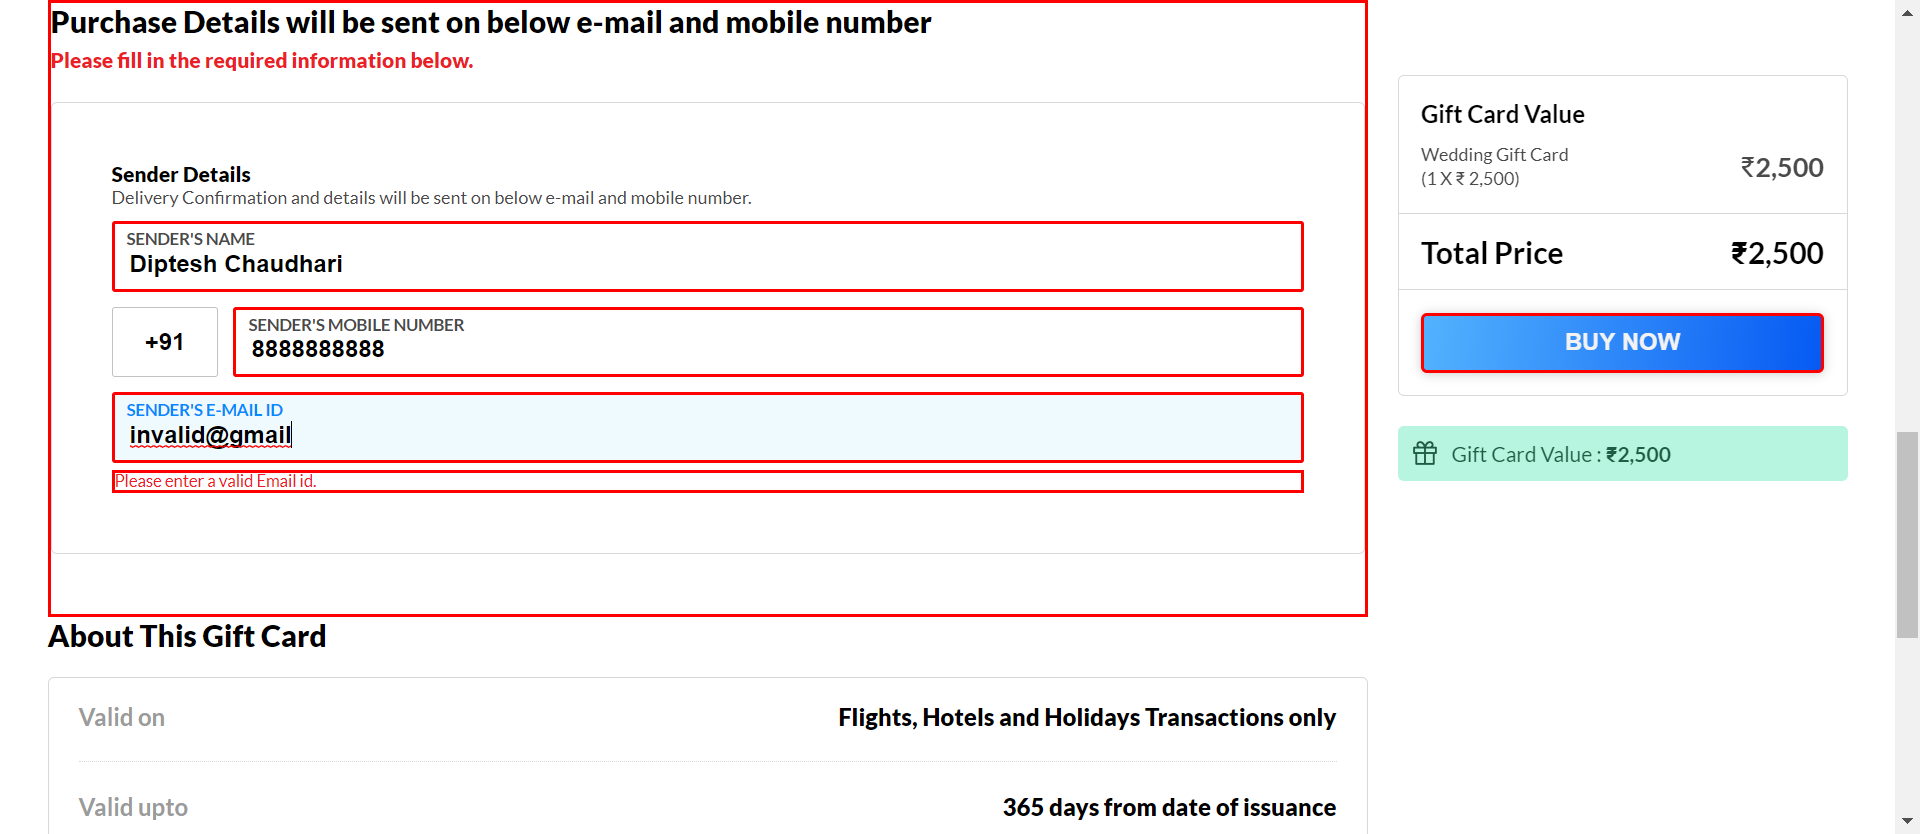 Purchase Details will be sent on below e-mail and mobile number
Please fill in the required information below.
Sender Details
Delivery Confirmation and details will be sent on below e-mail and mobile number.
SENDER'S NAME
Diptesh Chaudhari
+91
SENDER'S MOBILE NUMBER
8888888888
SENDER'S E-MAIL ID
invalid@gmail
Please enter a valid Email id.
Gift Card Value
Wedding Gift Card
(1 X ₹ 2,500)
₹2,500
Total Price
₹2,500
BUY NOW
Gift Card Value : ₹2,500
About This Gift Card
Valid on
Flights, Hotels and Holidays Transactions only
Valid upto
365 days from date of issuance